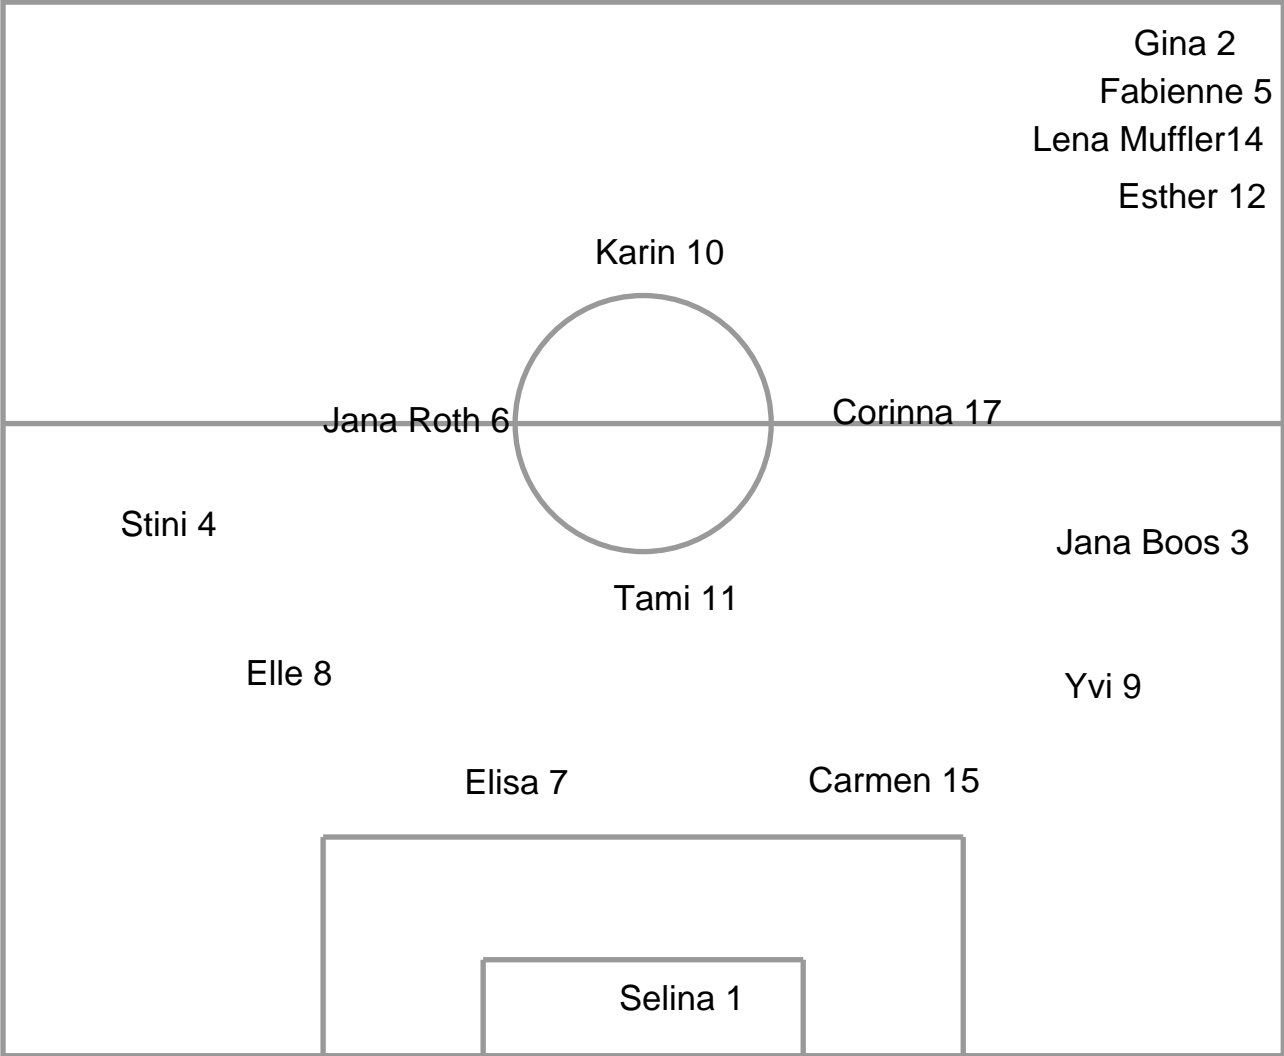 Gina 2
Fabienne 5
Lena Muffler14
Esther 12
Karin 10
Jana Roth 6
Corinna 17
Stini 4
Jana Boos 3
Tami 11
Elle 8
Yvi 9
Elisa 7
Carmen 15
Selina 1